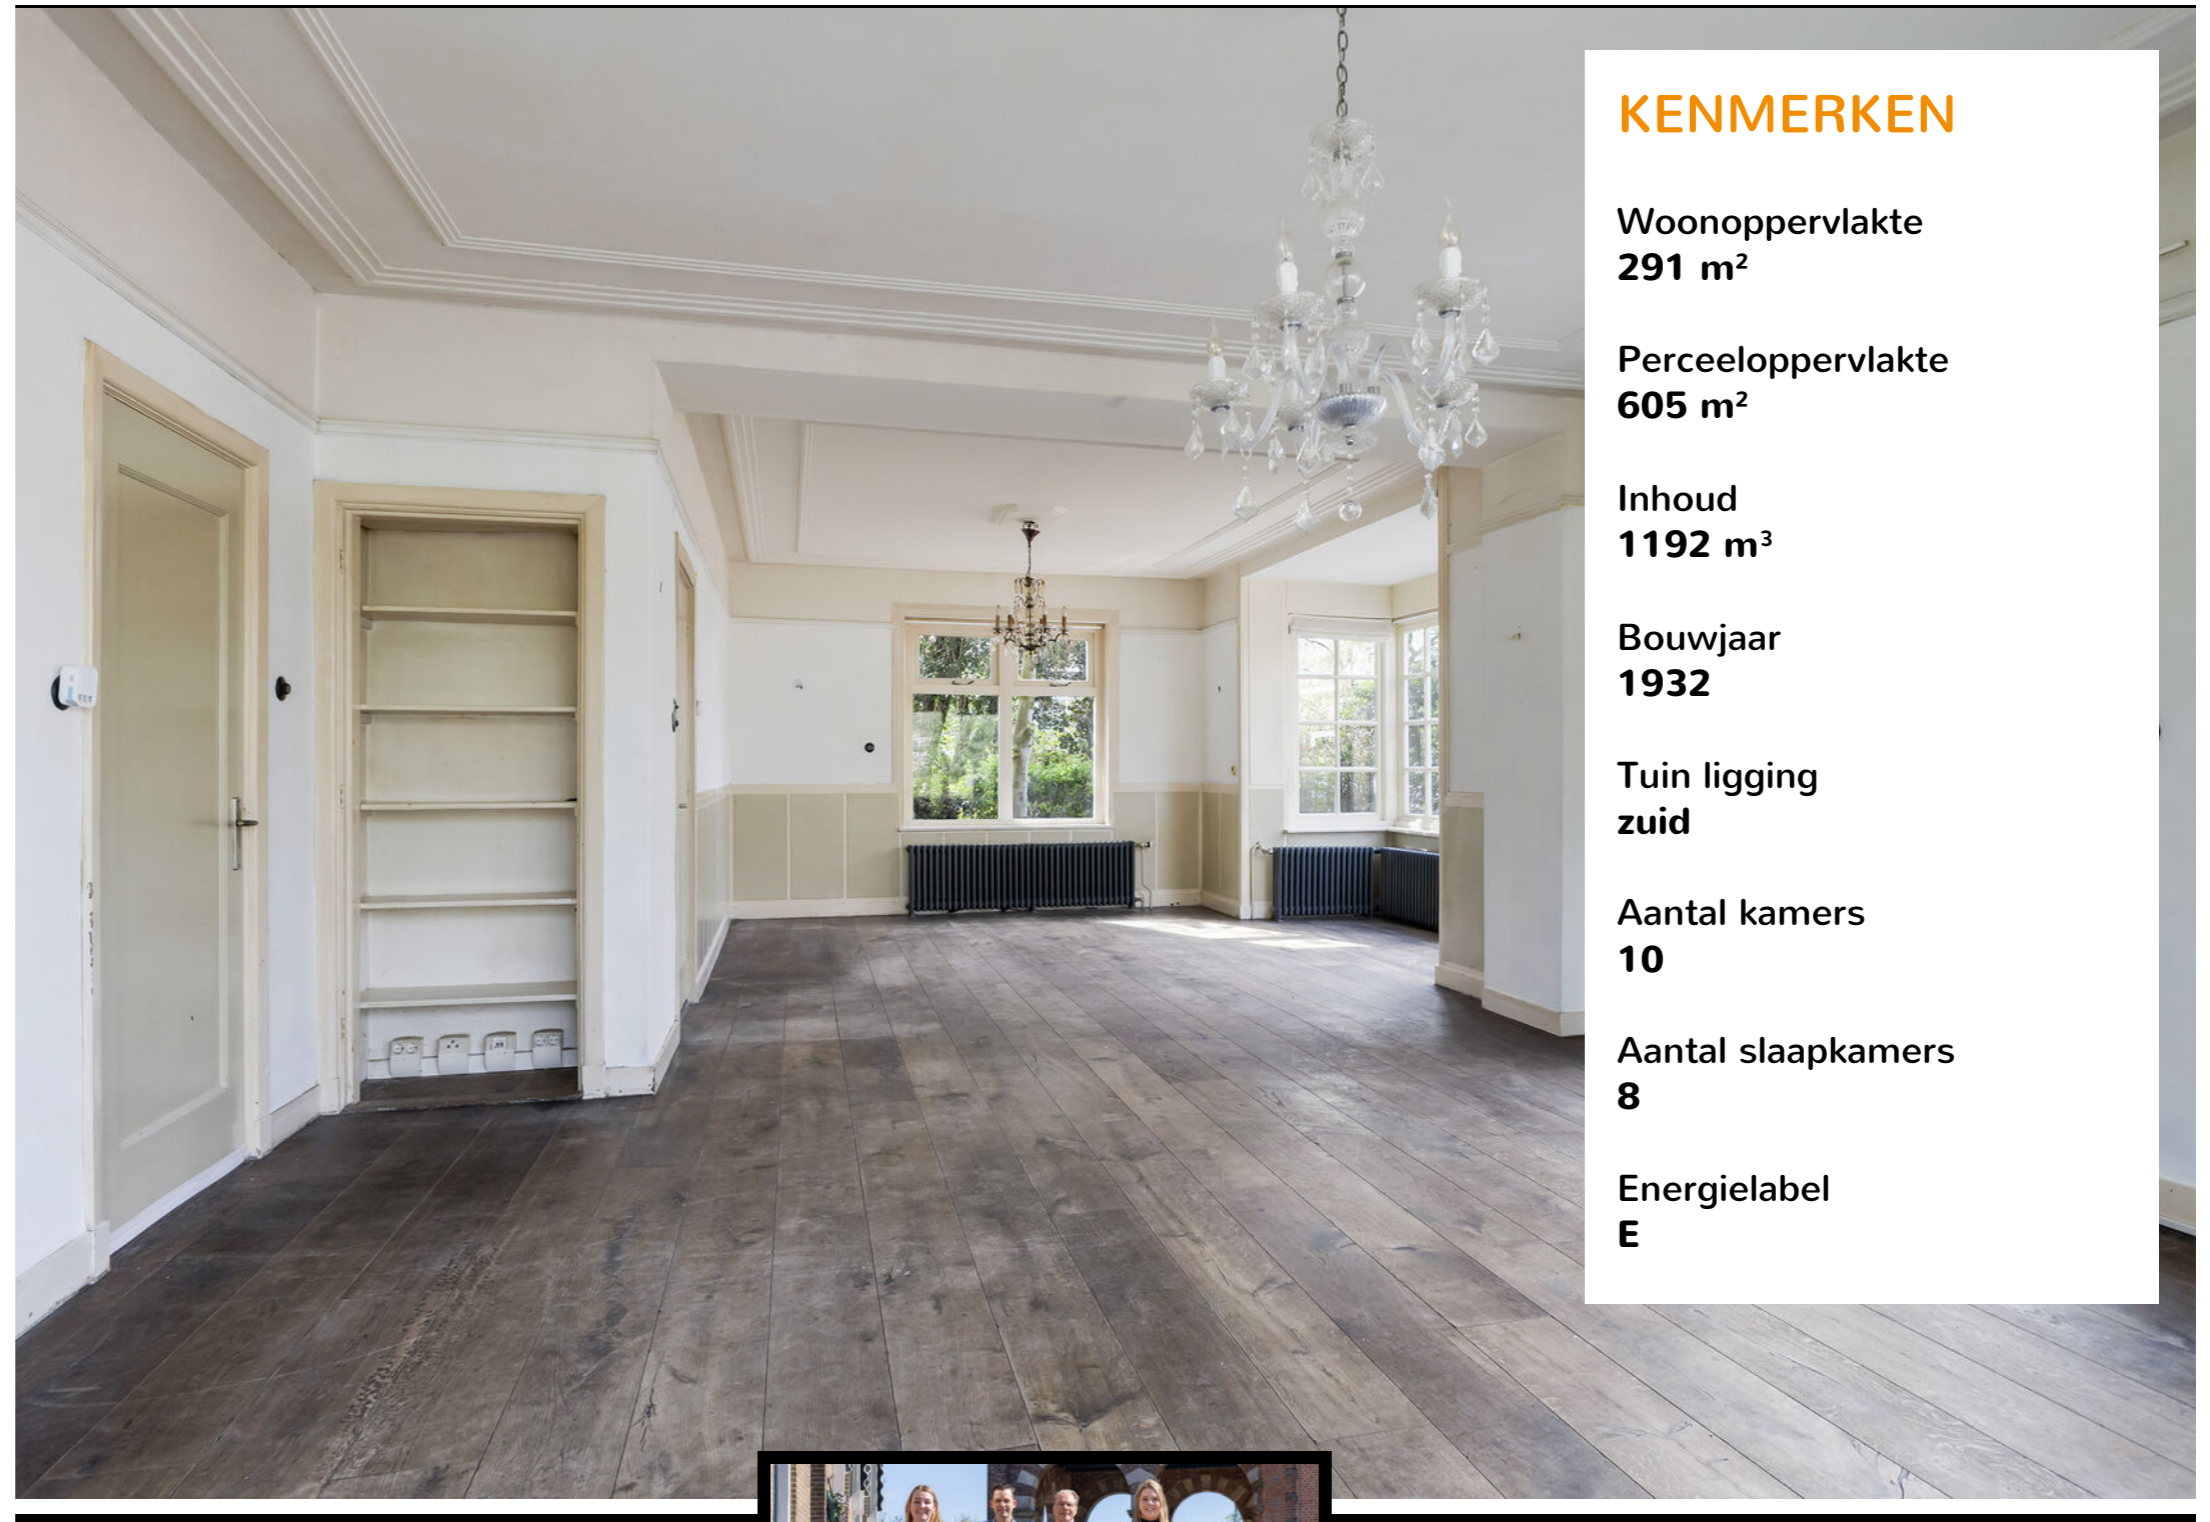 KENMERKEN
Woonoppervlakte
291 m²
Perceeloppervlakte
605 m²
Inhoud
1192 m³
Bouwjaar
1932
Tuin ligging
zuid
Aantal kamers
10
Aantal slaapkamers
8
Energielabel
E